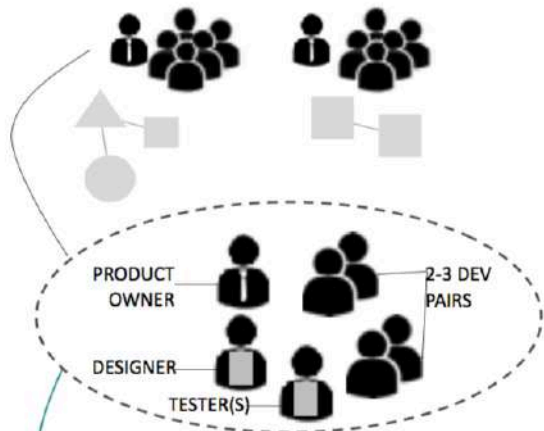 PRODUCT
OWNER
2-3 DEV
PAIRS
DESIGNER
TESTER(S)